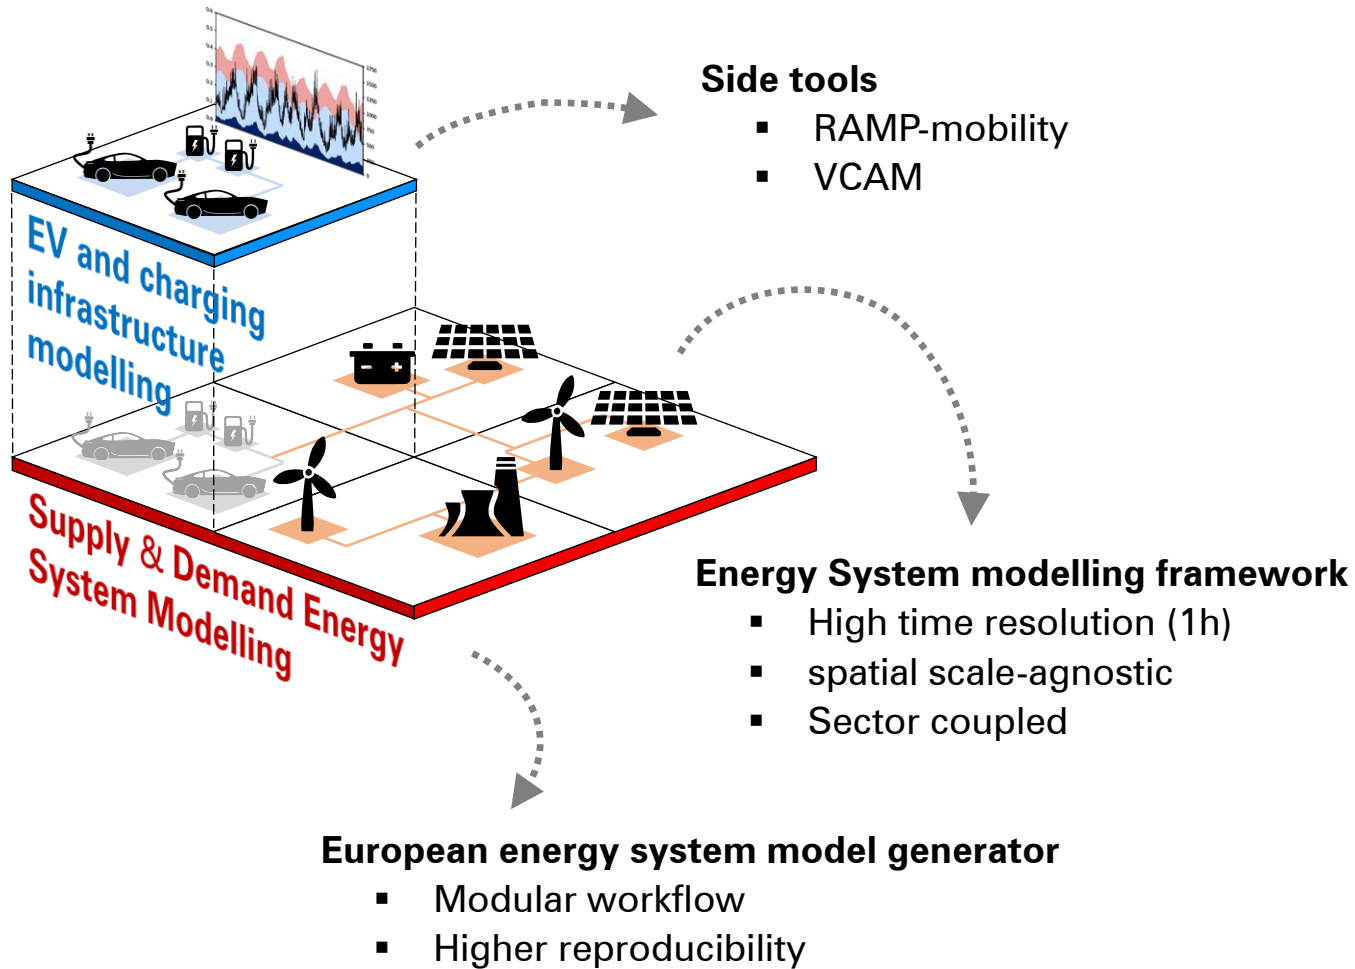 Side tools
▪ RAMP-mobility
▪ VCAM
EV and charging
infrastructure
modelling
Supply & Demand Energy
System Modelling
Energy System modelling framework
▪ High time resolution (1h)
▪ spatial scale-agnostic
▪ Sector coupled
European energy system model generator
▪ Modular workflow
▪ Higher reproducibility